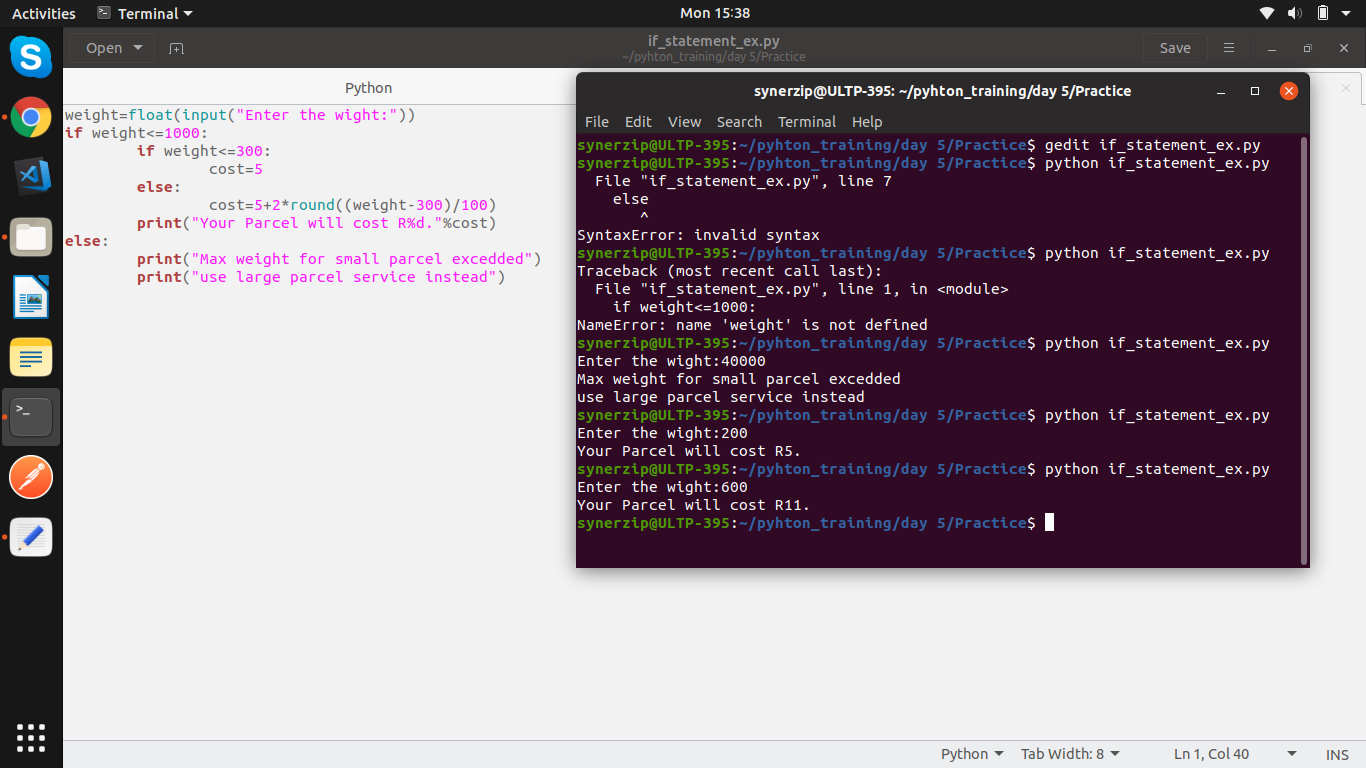 Activities Terminal Mon 15:38
Open if_statement_ex.py Save
~/pyhton_training/day 5/Practice
Python
weight=float(input("Enter the wight:"))
if weight<=1000:
        if weight<=300:
                cost=5
        else:
                cost=5+2*round((weight-300)/100)
        print("Your Parcel will cost R%d."%cost)
else:
        print("Max weight for small parcel excedded")
        print("use large parcel service instead")
synerzip@ULTP-395: ~/pyhton_training/day 5/Practice
File Edit View Search Terminal Help
synerzip@ULTP-395:~/pyhton_training/day 5/Practice$ gedit if_statement_ex.py
synerzip@ULTP-395:~/pyhton_training/day 5/Practice$ python if_statement_ex.py
  File "if_statement_ex.py", line 7
    else
       ^
SyntaxError: invalid syntax
synerzip@ULTP-395:~/pyhton_training/day 5/Practice$ python if_statement_ex.py
Traceback (most recent call last):
  File "if_statement_ex.py", line 1, in <module>
    if weight<=1000:
NameError: name 'weight' is not defined
synerzip@ULTP-395:~/pyhton_training/day 5/Practice$ python if_statement_ex.py
Enter the wight:40000
Max weight for small parcel excedded
use large parcel service instead
synerzip@ULTP-395:~/pyhton_training/day 5/Practice$ python if_statement_ex.py
Enter the wight:200
Your Parcel will cost R5.
synerzip@ULTP-395:~/pyhton_training/day 5/Practice$ python if_statement_ex.py
Enter the wight:600
Your Parcel will cost R11.
synerzip@ULTP-395:~/pyhton_training/day 5/Practice$
Python Tab Width: 8 Ln 1, Col 40 INS